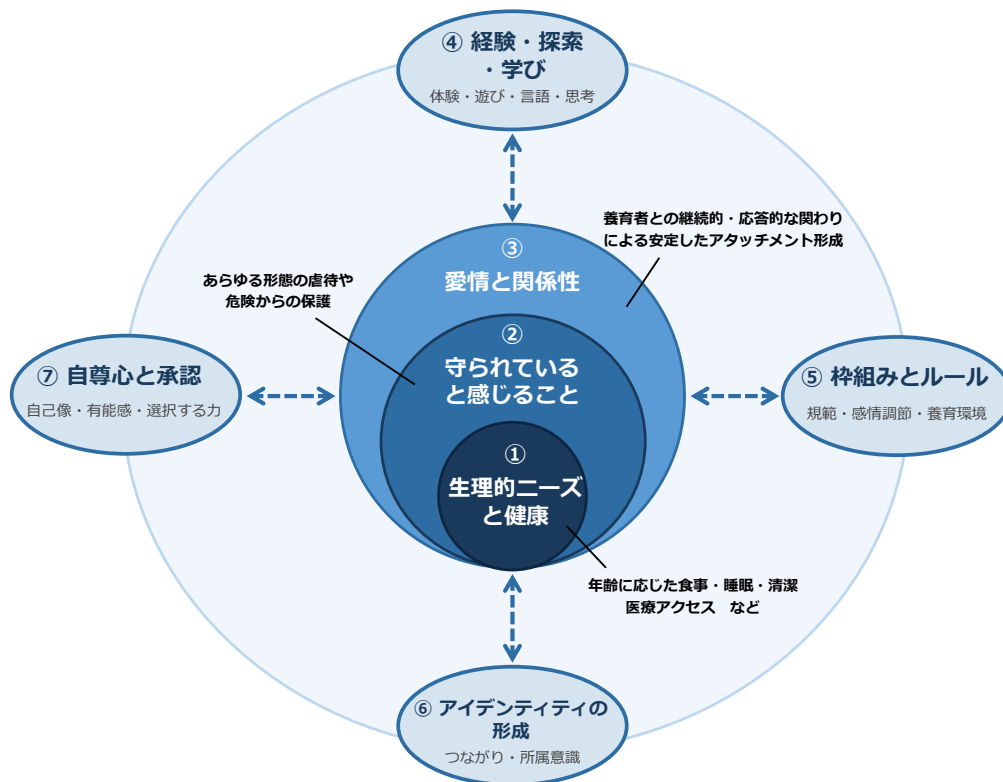 ④ 経験・探索
・学び
体験・遊び・言語・思考
養育者との継続的・応答的な関わり
による安定したアタッチメント形成
③
愛情と関係性
あらゆる形態の虐待や
危険からの保護
②
守られている
と感じること
⑦ 自尊心と承認
自己像・有能感・選択する力
⑤ 枠組みとルール
規範・感情調節・養育環境
①
生理的ニーズ
と健康
年齢に応じた食事・睡眠・清潔
医療アクセス　など
⑥ アイデンティティの
形成
つながり・所属意識